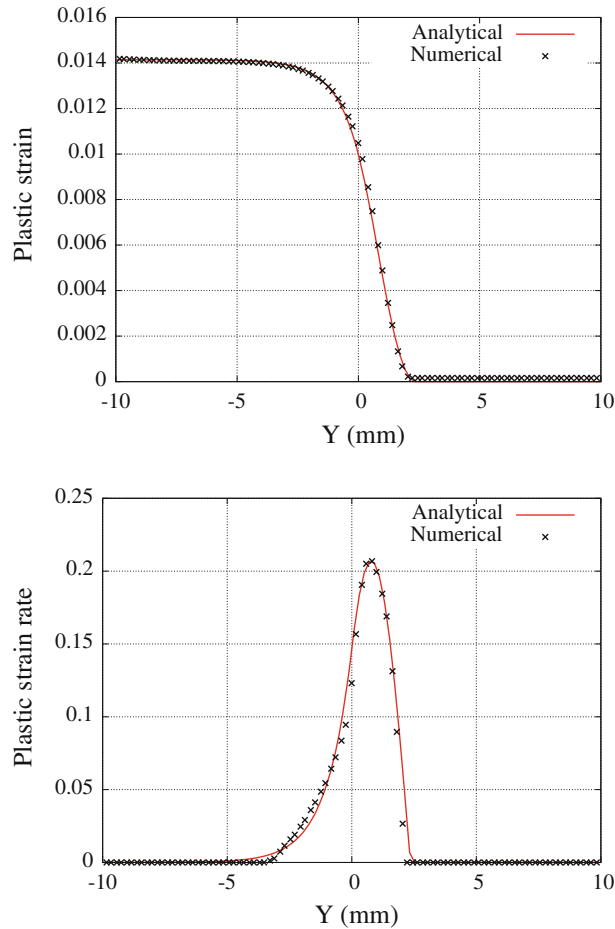 0.016
0.014
0.012
0.01
0.008
0.006
0.004
0.002
0
Plastic strain
Analytical
Numerical
-10 -5 0 5 10
Y (mm)
0.25
0.2
0.15
0.1
0.05
0
Plastic strain rate
Analytical
Numerical
-10 -5 0 5 10
Y (mm)